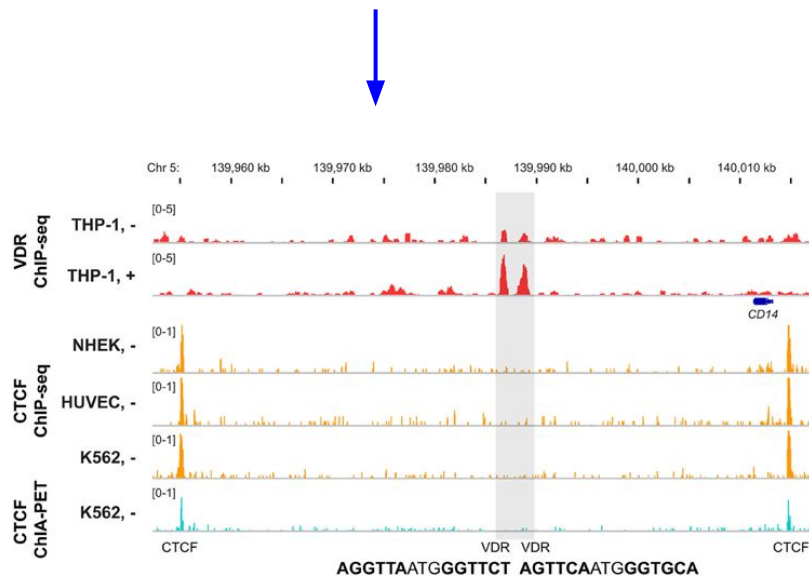 Chr 5: 139,960 kb 139,970 kb 139,980 kb 139,990 kb 140,000 kb 140,010 kb
VDR
ChIP-seq
[0-5]
THP-1, -
[0-5]
THP-1, +
CD14
CTCF
ChIP-seq
[0-1]
NHEK, -
[0-1]
HUVEC, -
[0-1]
K562, -
CTCF
ChIA-PET
[0-1]
K562, -
CTCF VDR VDR CTCF
AGGTTAATGGGTTCT AGTTCAATGGGTGCA